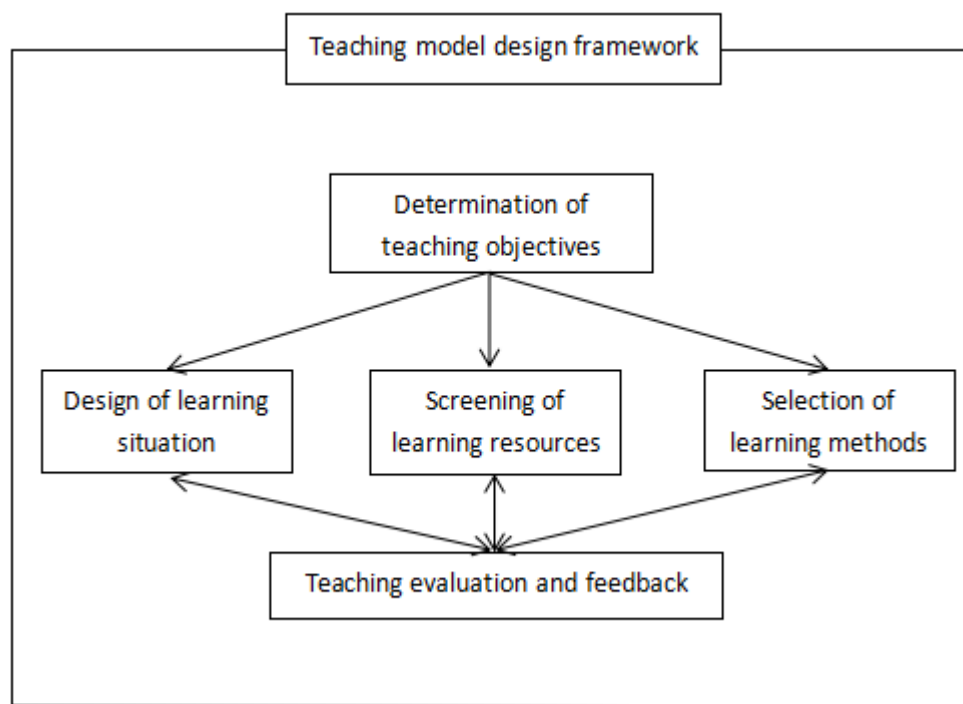 Teaching model design framework
Determination of
teaching objectives
Design of learning
situation
Screening of
learning resources
Selection of
learning methods
Teaching evaluation and feedback